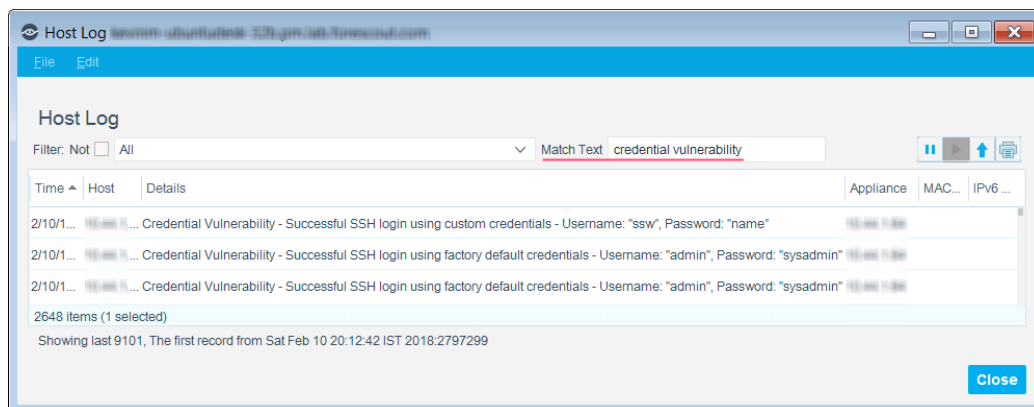 Host Log
File Edit
Host Log
Filter: Not All Match Text credential vulnerability
Time Host Details Appliance MAC... IPv6 ...
2/10/1... ... Credential Vulnerability - Successful SSH login using custom credentials - Username: "ssw", Password: "name"
2/10/1... ... Credential Vulnerability - Successful SSH login using factory default credentials - Username: "admin", Password: "sysadmin"
2/10/1... ... Credential Vulnerability - Successful SSH login using factory default credentials - Username: "admin", Password: "sysadmin"
2648 items (1 selected)
Showing last 9101, The first record from Sat Feb 10 20:12:42 IST 2018:2797299
Close